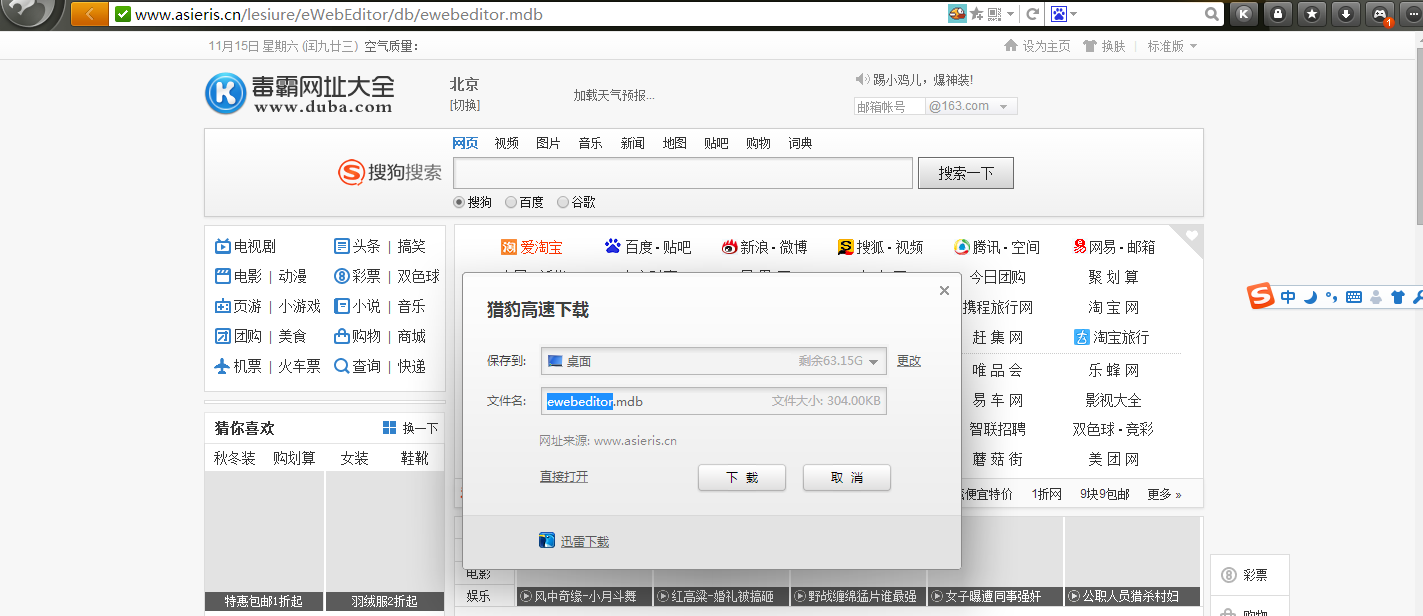 www.asieris.cn/lesiure/eWebEditor/db/ewebeditor.mdb
11月15日 星期六 (闰九廿三) 空气质量：
设为主页 换肤 | 标准版
毒霸网址大全
www.duba.com
北京
[切换]
加载天气预报...
踢小鸡儿，爆神装!
邮箱帐号 @163.com
网页 视频 图片 音乐 新闻 地图 贴吧 购物 词典
搜狗搜索
搜索一下
搜狗 百度 谷歌
电视剧 头条 | 搞笑
电影 | 动漫 彩票 | 双色球
页游 | 小游戏 小说 | 音乐
团购 | 美食 购物 | 商城
机票 | 火车票 查询 | 快递
猜你喜欢 换一下
秋冬装 购划算 女装 鞋靴
特惠包邮1折起 羽绒服2折起
爱淘宝 百度 · 贴吧 新浪 · 微博 搜狐 · 视频 腾讯 · 空间 网易 · 邮箱
今日团购 聚划算
携程旅行网 淘宝网
赶集网 淘宝旅行
唯品会 乐蜂网
易车网 影视大全
智联招聘 双色球 · 竞彩
蘑菇街 美团网
便宜特价 1折网 9块9包邮 更多 »
猎豹高速下载
保存到: 桌面 剩余63.15G 更改
文件名: ewebeditor.mdb 文件大小: 304.00KB
网址来源: www.asieris.cn
直接打开 下载 取消
迅雷下载
电影
娱乐
风中奇缘-小月斗舞 红高粱-婚礼被搞砸 野战缠绵猛片谁最强 女子曝遭同事强奸 公职人员猎杀村妇
中
彩票
购物